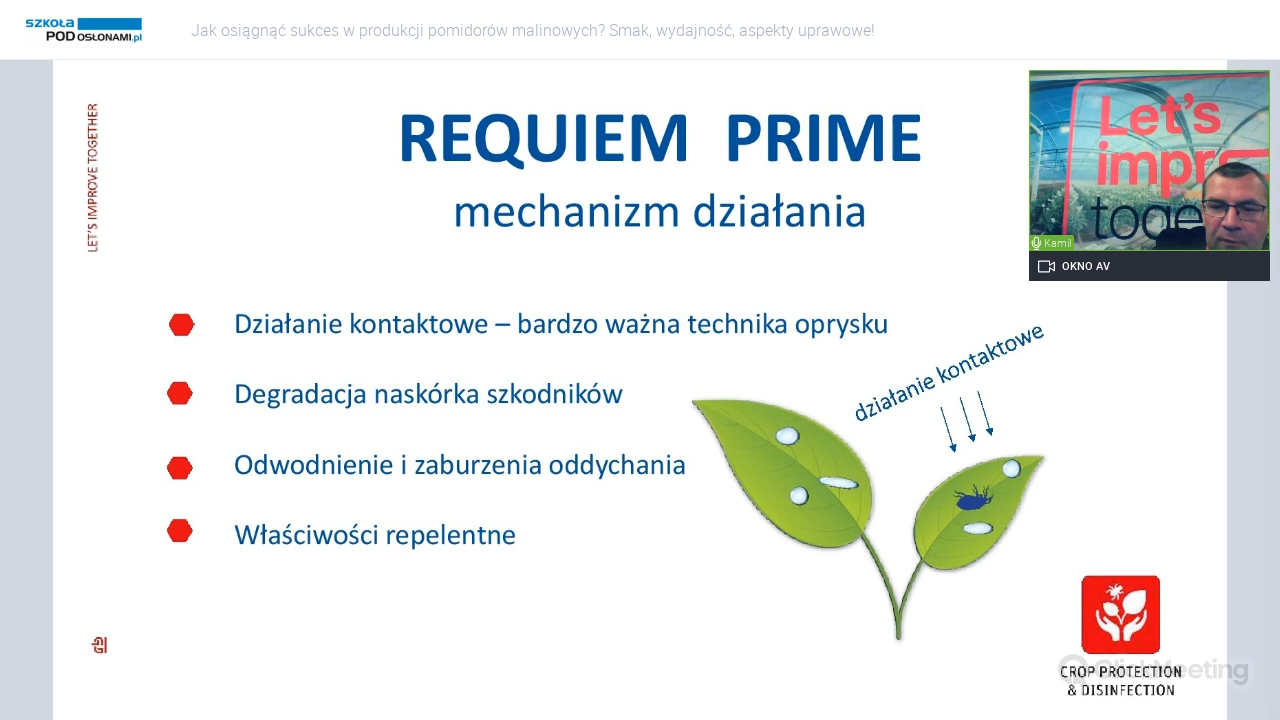 SZKOŁA
POD OSŁONAMI.pl
Jak osiągnąć sukces w produkcji pomidorów malinowych? Smak, wydajność, aspekty uprawowe!
LET'S IMPROVE TOGETHER
REQUIEM PRIME
mechanizm działania
Let's
impr
toge
Kamil
OKNO AV
Działanie kontaktowe – bardzo ważna technika oprysku
Degradacja naskórka szkodników
Odwodnienie i zaburzenia oddychania
Właściwości repelentne
działanie kontaktowe
ClickMeeting
CROP PROTECTION
& DISINFECTION